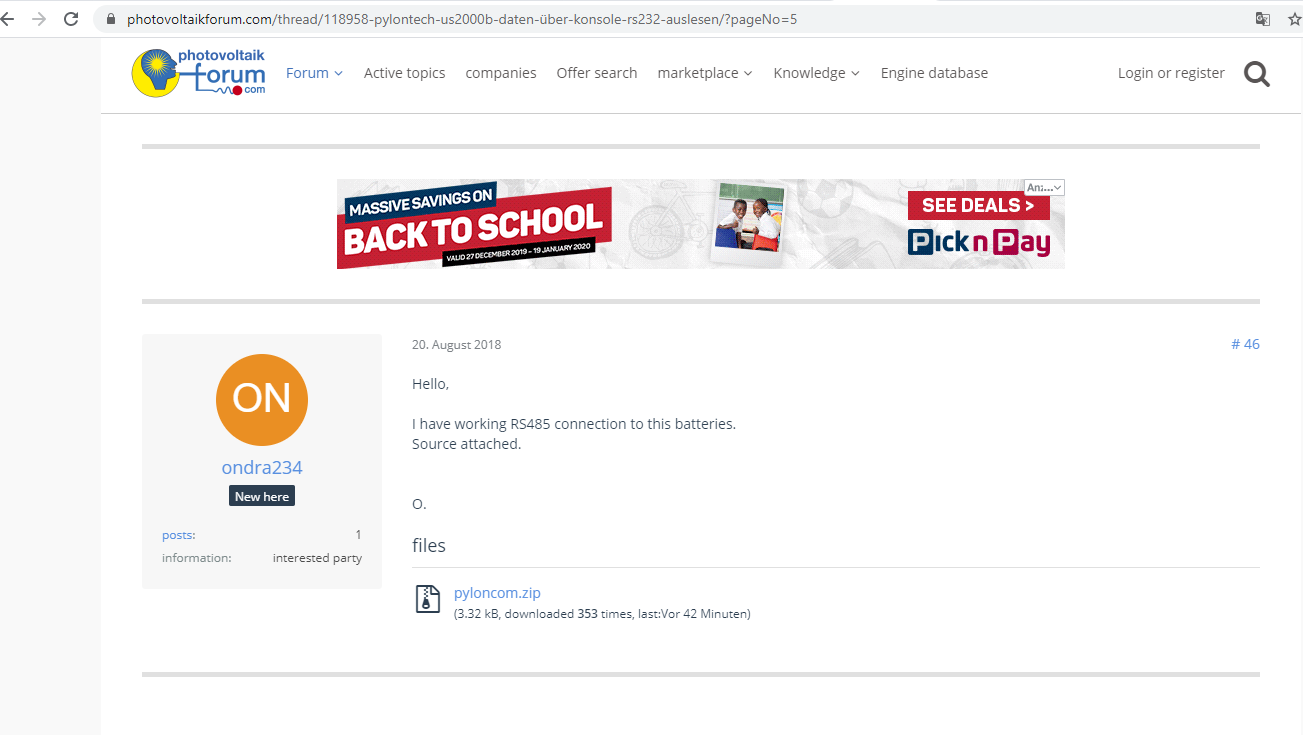 photovoltaikforum.com/thread/118958-pylontech-us2000b-daten-über-konsole-rs232-auslesen/?pageNo=5
photovoltaik
forum
.com
Forum
Active topics
companies
Offer search
marketplace
Knowledge
Engine database
Login or register
MASSIVE SAVINGS ON
BACK TO SCHOOL
VALID 27 DECEMBER 2019 - 19 JANUARY 2020
An:...
SEE DEALS >
Pick n Pay
ON
ondra234
New here
posts: 1
information: interested party
20. August 2018
# 46
Hello,
I have working RS485 connection to this batteries.
Source attached.
O.
files
pyloncom.zip
(3.32 kB, downloaded 353 times, last:Vor 42 Minuten)